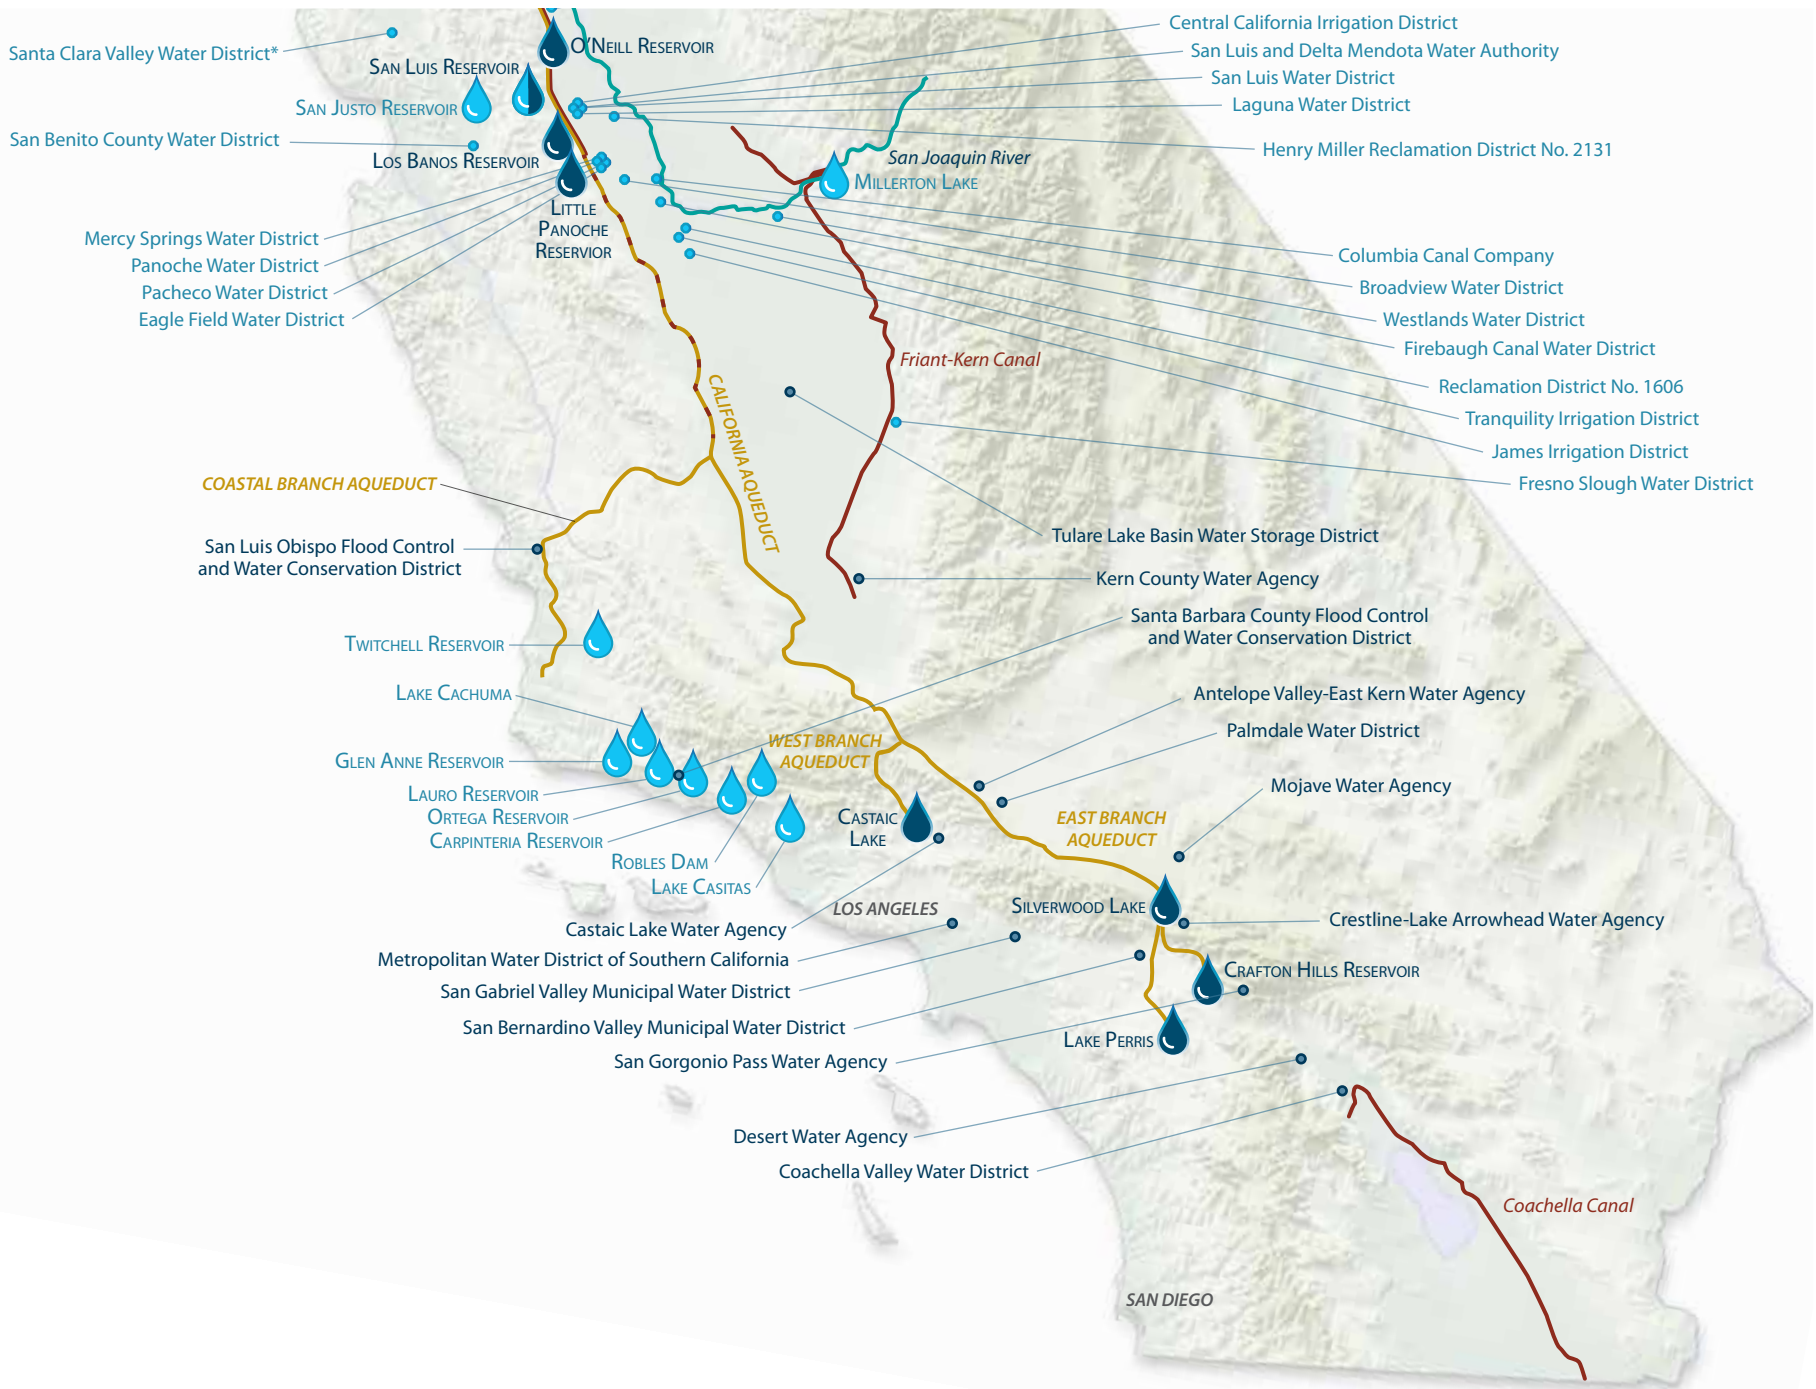 Central California Irrigation District
O'Neill Reservoir
Santa Clara Valley Water District*
San Luis and Delta Mendota Water Authority
San Luis Reservoir
San Luis Water District
San Justo Reservoir
Laguna Water District
San Benito County Water District
Henry Miller Reclamation District No. 2131
Los Banos Reservoir
San Joaquin River
Millerton Lake
Little
Panoche
Reservior
Mercy Springs Water District
Panoche Water District
Pacheco Water District
Eagle Field Water District
Columbia Canal Company
Broadview Water District
Westlands Water District
Firebaugh Canal Water District
Friant-Kern Canal
Reclamation District No. 1606
Tranquility Irrigation District
James Irrigation District
Fresno Slough Water District
CALIFORNIA AQUEDUCT
COASTAL BRANCH AQUEDUCT
Tulare Lake Basin Water Storage District
San Luis Obispo Flood Control
and Water Conservation District
Kern County Water Agency
Santa Barbara County Flood Control
and Water Conservation District
Twitchell Reservoir
Lake Cachuma
Antelope Valley-East Kern Water Agency
Palmdale Water District
WEST BRANCH
AQUEDUCT
Glen Anne Reservoir
Mojave Water Agency
Lauro Reservoir
Ortega Reservoir
Carpinteria Reservoir
Robles Dam
Lake Casitas
Castaic
Lake
EAST BRANCH
AQUEDUCT
LOS ANGELES
Silverwood Lake
Crestline-Lake Arrowhead Water Agency
Castaic Lake Water Agency
Metropolitan Water District of Southern California
Crafton Hills Reservoir
San Gabriel Valley Municipal Water District
San Bernardino Valley Municipal Water District
Lake Perris
San Gorgonio Pass Water Agency
Desert Water Agency
Coachella Valley Water District
Coachella Canal
SAN DIEGO